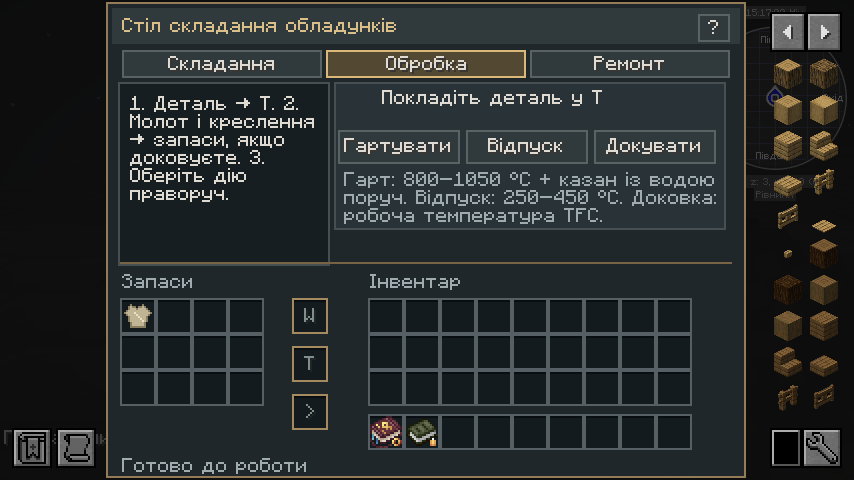 Стіл складання обладунків
?
Складання
Обробка
Ремонт
1. Деталь → Т. 2.
Молот і креслення
→ запаси, якщо
доковуєте. 3.
Оберіть дію
праворуч.
Покладіть деталь у Т
Гартувати
Відпуск
Докувати
Гарт: 800—1050 °C + казан із водою
поруч. Відпуск: 250—450 °C. Доковка:
робоча температура TFC.
Запаси
Інвентар
W
T
>
Готово до роботи